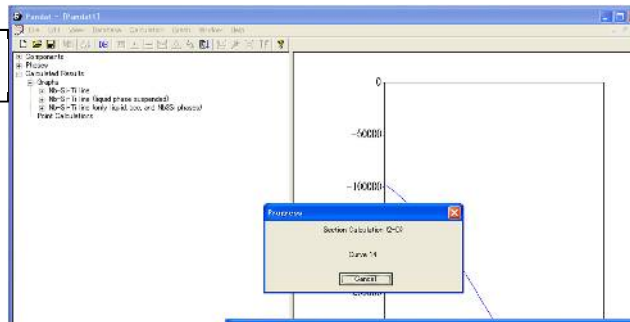 Pandat - [Pandat1]
File Edit View Database Calculation Graph Window Help
Components
Phases
Calculated Results
Graphs
Nb-Si-Ti line
Nb-Si-Ti line (liquid phase suspended)
Nb-Si-Ti line (only liquid, bcc, and Nb5Si phases)
Point Calculations
0
-50000
-100000
Progress
Section Calculation (2-D)
Curve 14
Cancel